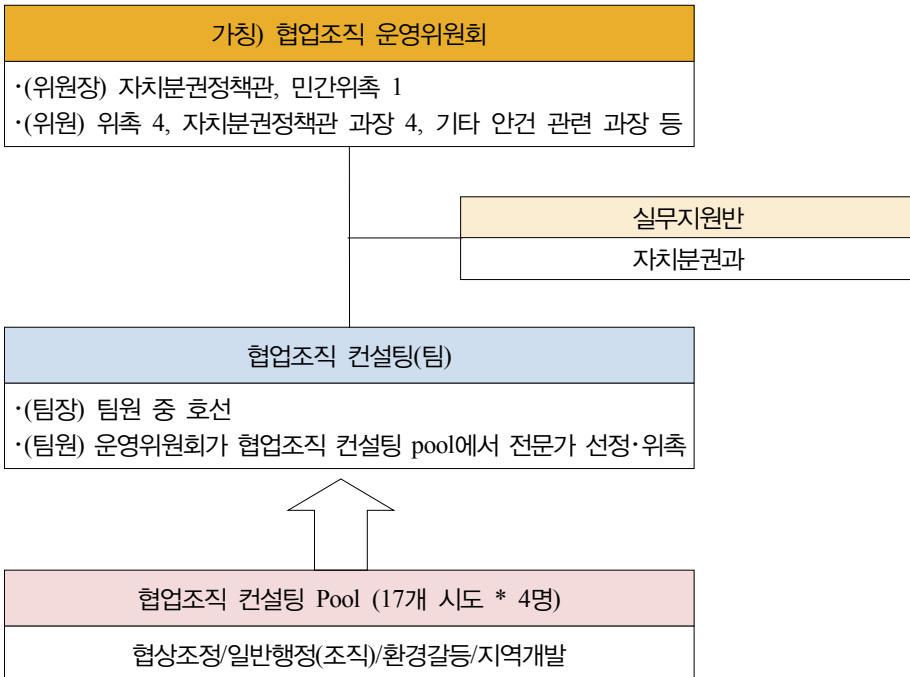 가칭) 협업조직 운영위원회
·(위원장) 자치분권정책관, 민간위촉 1
·(위원) 위촉 4, 자치분권정책관 과장 4, 기타 안건 관련 과장 등
실무지원반
자치분권과
협업조직 컨설팅(팀)
·(팀장) 팀원 중 호선
·(팀원) 운영위원회가 협업조직 컨설팅 pool에서 전문가 선정·위촉
협업조직 컨설팅 Pool (17개 시도 * 4명)
협상조정/일반행정(조직)/환경갈등/지역개발